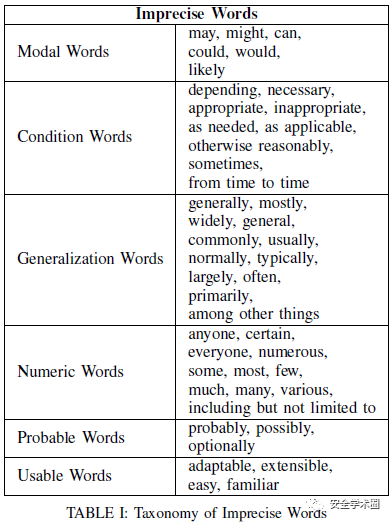 Imprecise Words
Modal Words
may, might, can,
could, would,
likely
Condition Words
depending, necessary,
appropriate, inappropriate,
as needed, as applicable,
otherwise reasonably,
sometimes,
from time to time
Generalization Words
generally, mostly,
widely, general,
commonly, usually,
normally, typically,
largely, often,
primarily,
among other things
Numeric Words
anyone, certain,
everyone, numerous,
some, most, few,
much, many, various,
including but not limited to
Probable Words
probably, possibly,
optionally
Usable Words
adaptable, extensible,
easy, familiar
安全学术圈
TABLE I: Taxonomy of Imprecise Words